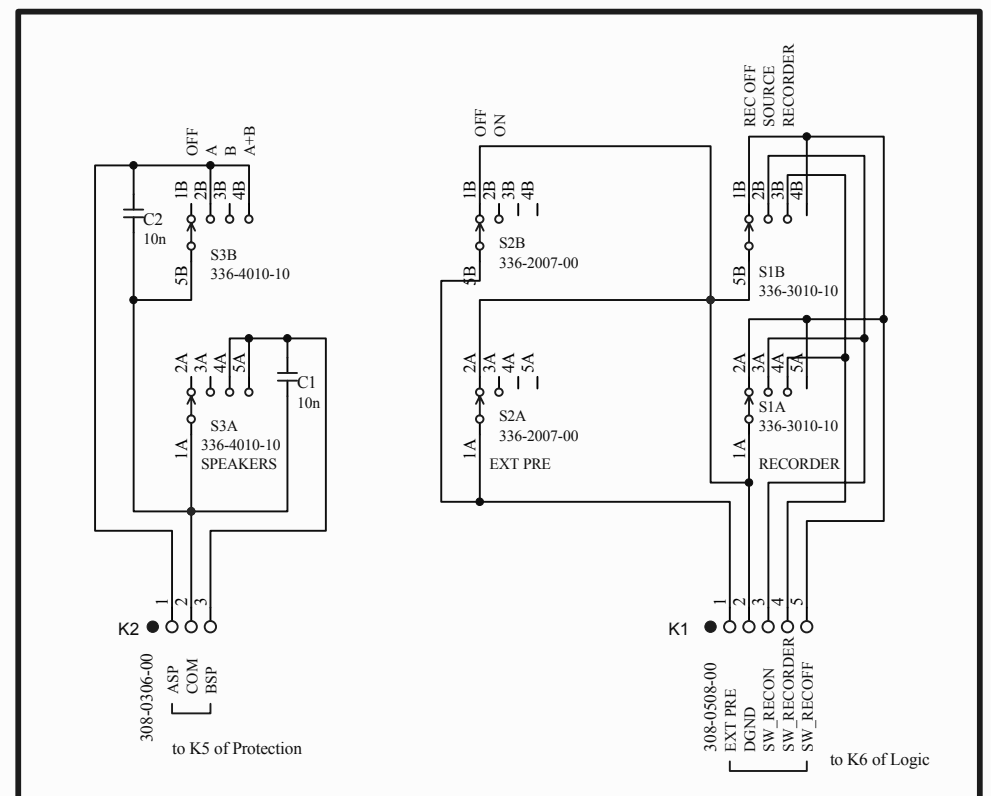 OFF
A
B
A+B
1B
2B
3B
4B
C2
10n
S3B
336-4010-10
5B
2A
3A
4A
5A
C1
10n
S3A
336-4010-10
SPEAKERS
1A
K2
1
2
3
308-0306-00
ASP
COM
BSP
to K5 of Protection
OFF
ON
1B
2B
3B
4B
S2B
336-2007-00
5B
2A
3A
4A
5A
S2A
336-2007-00
1A
EXT PRE
REC OFF
SOURCE
RECORDER
1B
2B
3B
4B
5B
S1B
336-3010-10
2A
3A
4A
5A
S1A
336-3010-10
1A
RECORDER
K1
1
2
3
4
5
308-0508-00
EXT PRE
DGND
SW_RECON
SW_RECORDER
SW_RECOFF
to K6 of Logic